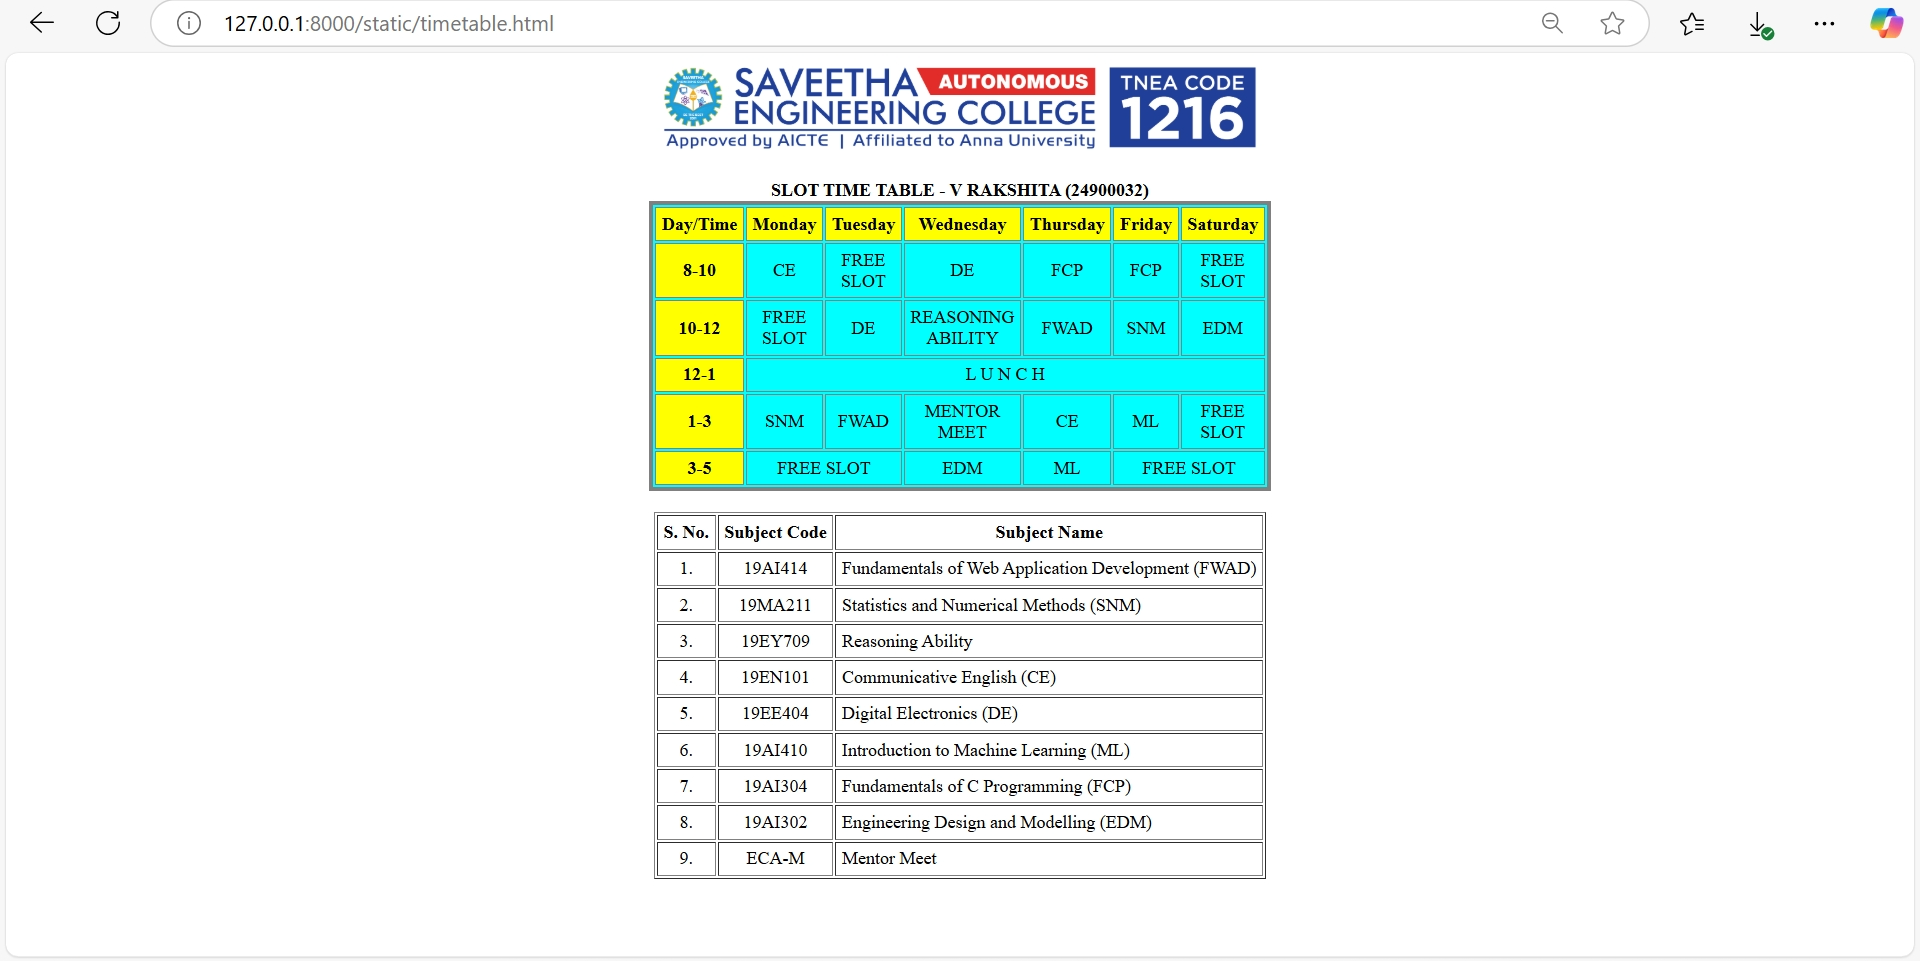 127.0.0.1:8000/static/timetable.html
SAVEETHA AUTONOMOUS
ENGINEERING COLLEGE
Approved by AICTE | Affiliated to Anna University
TNEA CODE
1216
SLOT TIME TABLE - V RAKSHITA (24900032)
Day/Time Monday Tuesday Wednesday Thursday Friday Saturday
8-10 CE FREE SLOT DE FCP FCP FREE SLOT
10-12 FREE SLOT DE REASONING ABILITY FWAD SNM EDM
12-1 L U N C H
1-3 SNM FWAD MENTOR MEET CE ML FREE SLOT
3-5 FREE SLOT EDM ML FREE SLOT
S. No. Subject Code Subject Name
1. 19AI414 Fundamentals of Web Application Development (FWAD)
2. 19MA211 Statistics and Numerical Methods (SNM)
3. 19EY709 Reasoning Ability
4. 19EN101 Communicative English (CE)
5. 19EE404 Digital Electronics (DE)
6. 19AI410 Introduction to Machine Learning (ML)
7. 19AI304 Fundamentals of C Programming (FCP)
8. 19AI302 Engineering Design and Modelling (EDM)
9. ECA-M Mentor Meet